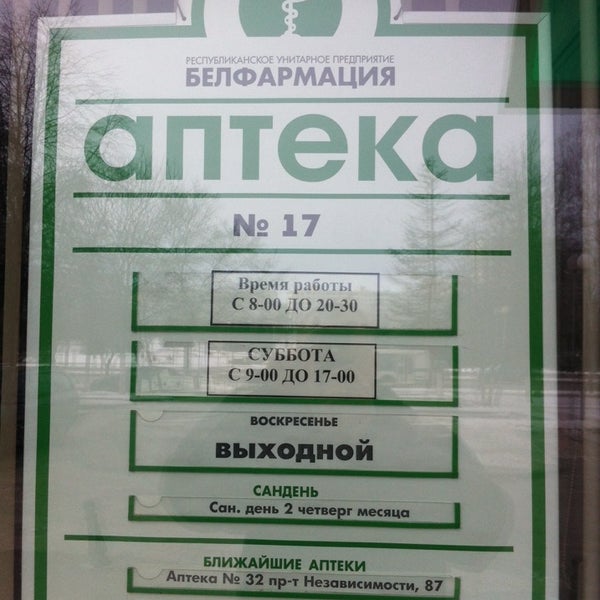 РЕСПУБЛИКАНСКОЕ УНИТАРНОЕ ПРЕДПРИЯТИЕ
БЕЛФАРМАЦИЯ
аптека
№ 17
Время работы
С 8-00 ДО 20-30
СУББОТА
С 9-00 ДО 17-00
ВОСКРЕСЕНЬЕ
ВЫХОДНОЙ
САНДЕНЬ
Сан. день 2 четверг месяца
БЛИЖАЙШИЕ АПТЕКИ
Аптека № 32 пр-т Независимости, 87